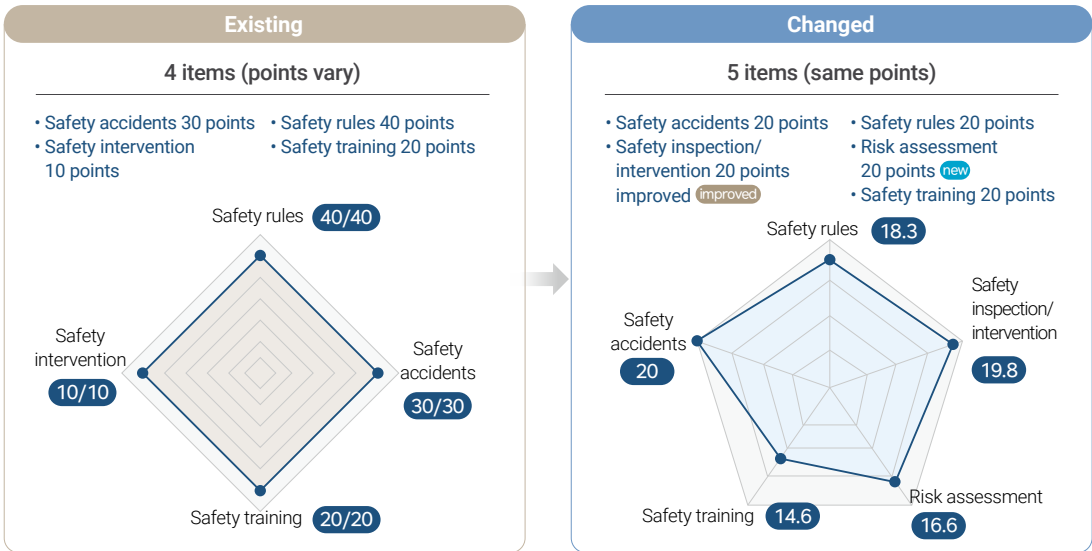 Existing
4 items (points vary)
• Safety accidents 30 points
• Safety intervention
10 points
• Safety rules 40 points
• Safety training 20 points
Safety rules 40/40
Safety
intervention
10/10
Safety
accidents
30/30
Safety training 20/20
Changed
5 items (same points)
• Safety accidents 20 points
• Safety inspection/
intervention 20 points
improved improved
• Safety rules 20 points
• Risk assessment
20 points new
• Safety training 20 points
Safety rules 18.3
Safety
inspection/
intervention
19.8
Safety
accidents
20
Safety training 14.6
Risk assessment
16.6